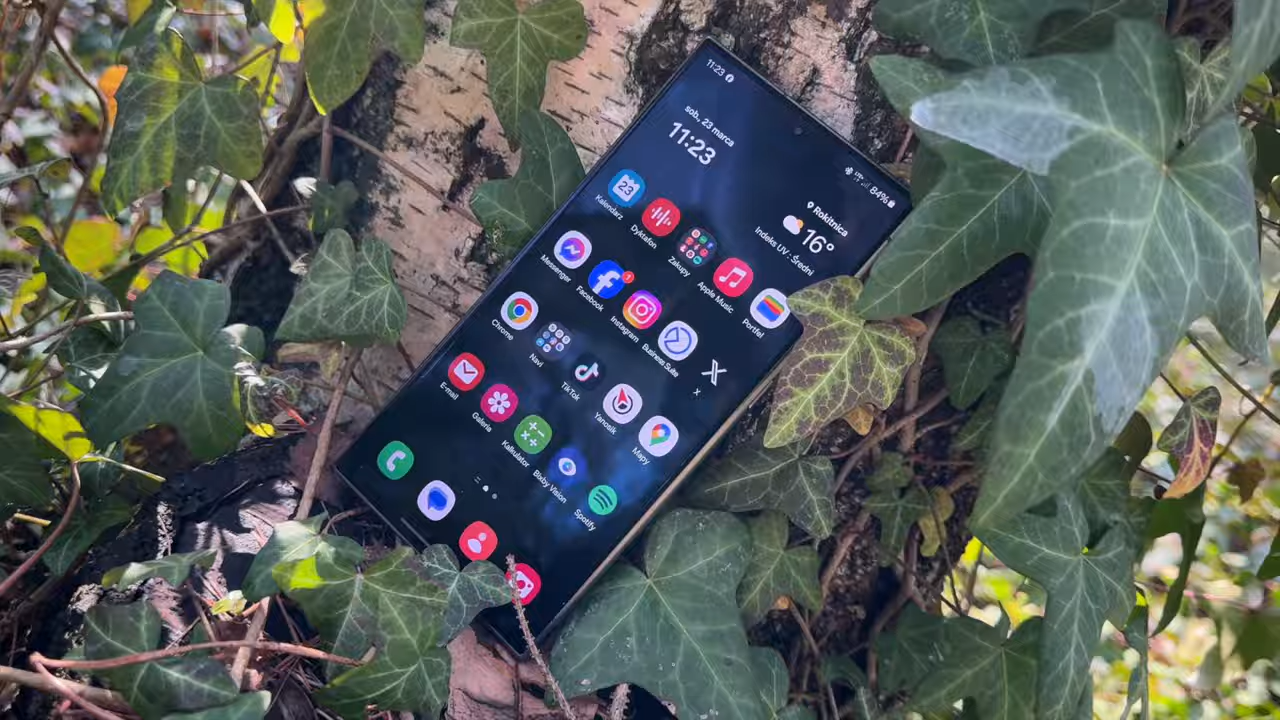 11:23
84%
sob., 23 marca
11:23
Rokitnica
16°
Indeks UV : Średni
23
Kalendarz
Dyktafon
Zakupy
Apple Music
Portfel
Messenger
Facebook
Instagram
Business Suite
X
Chrome
Navi
TikTok
Yanosik
Mapy
E-mail
Galeria
Kalkulator
Bixby Vision
Spotify